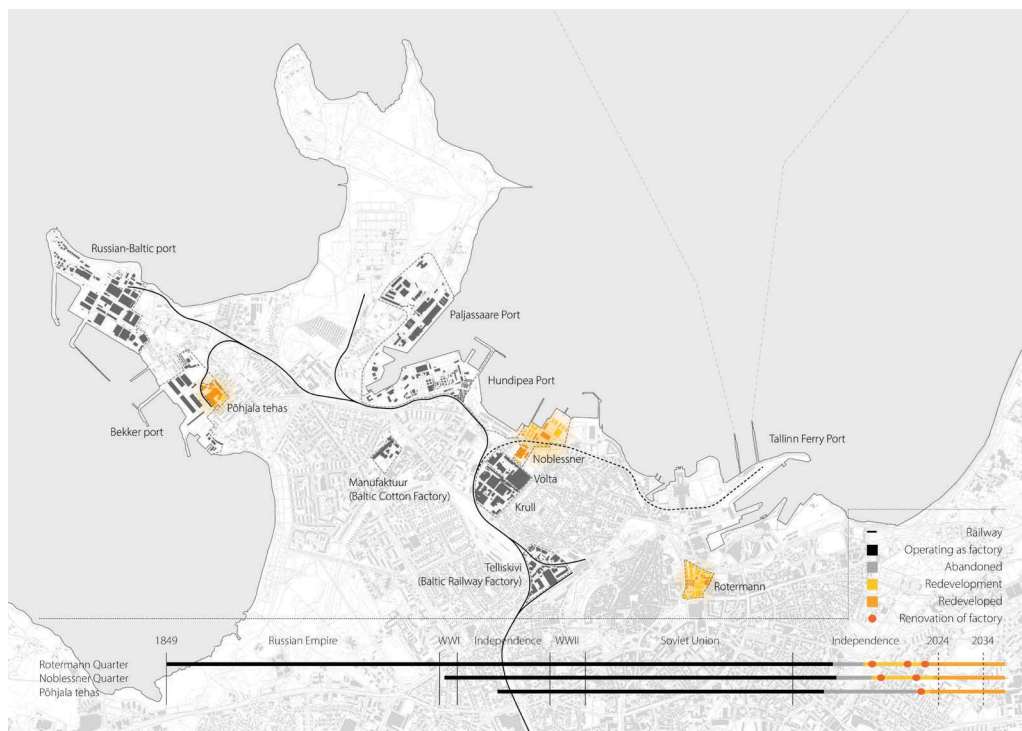 Russian-Baltic port
Paljassaare Port
Hundipea Port
Põhjala tehas
Bekker port
Tallinn Ferry Port
Noblessner
Manufaktuur
(Baltic Cotton Factory)
Volta
Krull
Telliskivi
(Baltic Railway Factory)
Rotermann
Railway
Operating as factory
Abandoned
Redevelopment
Redeveloped
Renovation of factory
1849 Russian Empire WWI Independence WWII Soviet Union Independence 2024 2034
Rotermann Quarter
Noblessner Quarter
Põhjala tehas